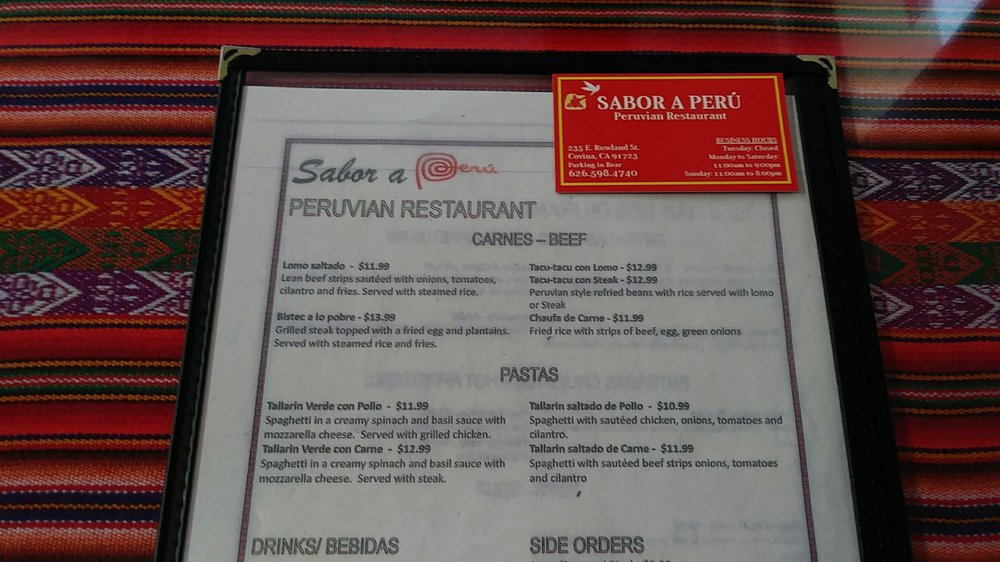 SABOR A PERÚ
Peruvian Restaurant
235 E. Rowland St.
Covina, CA 91723
Parking in Rear
626.598.4740
BUSINESS HOURS
Tuesday: Closed
Monday to Saturday:
11:00am to 9:00pm
Sunday: 11:00am to 8:00pm
Sabor a Perú
PERUVIAN RESTAURANT
CARNES – BEEF
Lomo saltado - $11.99
Lean beef strips sautéed with onions, tomatoes,
cilantro and fries. Served with steamed rice.
Bistec a lo pobre - $13.99
Grilled steak topped with a fried egg and plantains.
Served with steamed rice and fries.
Tacu-tacu con Lomo - $12.99
Tacu-tacu con Steak - $12.99
Peruvian style refried beans with rice served with lomo
or Steak
Chaufa de Carne - $11.99
Fried rice with strips of beef, egg, green onions
PASTAS
Tallarin Verde con Pollo - $11.99
Spaghetti in a creamy spinach and basil sauce with
mozzarella cheese. Served with grilled chicken.
Tallarin Verde con Carne - $12.99
Spaghetti in a creamy spinach and basil sauce with
mozzarella cheese. Served with steak.
Tallarin saltado de Pollo - $10.99
Spaghetti with sautéed chicken, onions, tomatoes and
cilantro.
Tallarin saltado de Carne - $11.99
Spaghetti with sautéed beef strips onions, tomatoes
and cilantro
DRINKS/ BEBIDAS
SIDE ORDERS